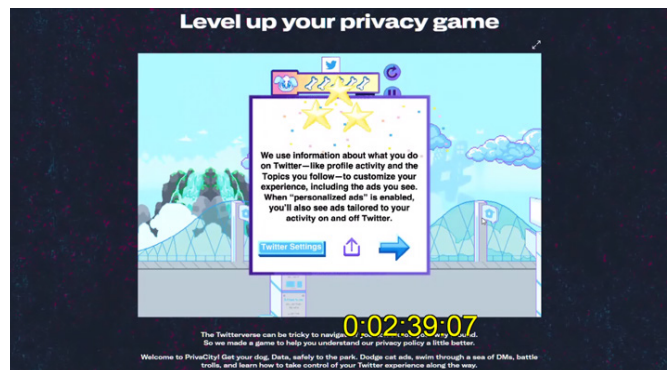 Level up your privacy game
We use information about what you do
on Twitter—like profile activity and the
Topics you follow—to customize your
experience, including the ads you see.
When “personalized ads” is enabled,
you’ll also see ads tailored to your
activity on and off Twitter.
Twitter Settings
0:02:39:07
The Twitterverse can be tricky to navigate
So we made a game to help you understand our privacy policy a little better.
Welcome to PrivaCity! Get your dog, Data, safely to the park. Dodge cat ads, swim through a sea of DMs, battle
trolls, and learn how to take control of your Twitter experience along the way.